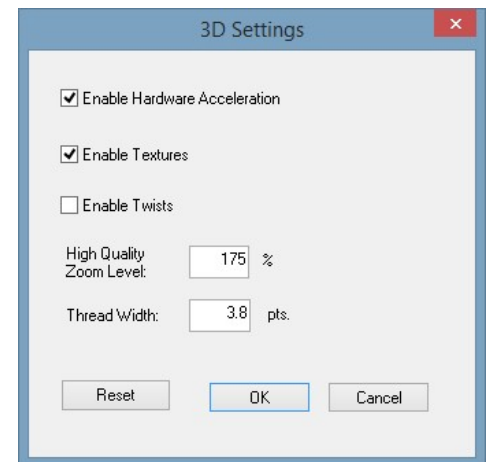 3D Settings
Enable Hardware Acceleration
Enable Textures
Enable Twists
High Quality
Zoom Level: 175 %
Thread Width: 3.8 pts.
Reset OK Cancel